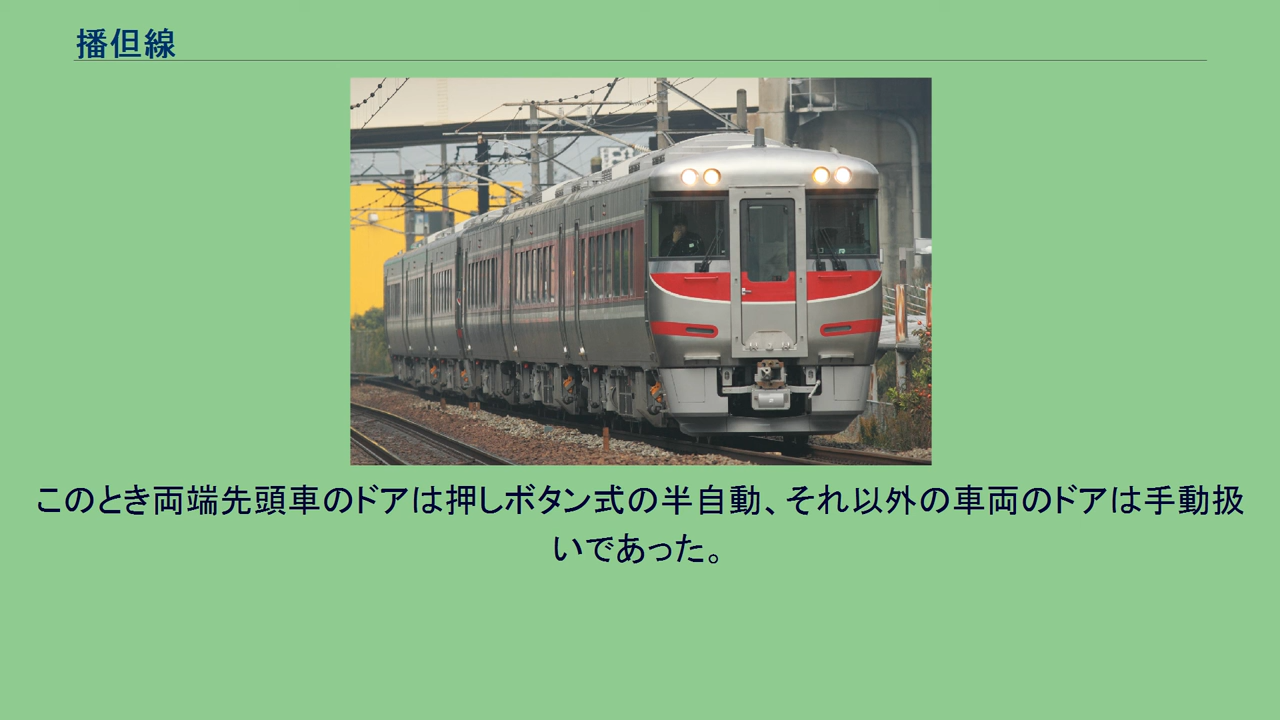 播但線
このとき両端先頭車のドアは押しボタン式の半自動、それ以外の車両のドアは手動扱
いであった。